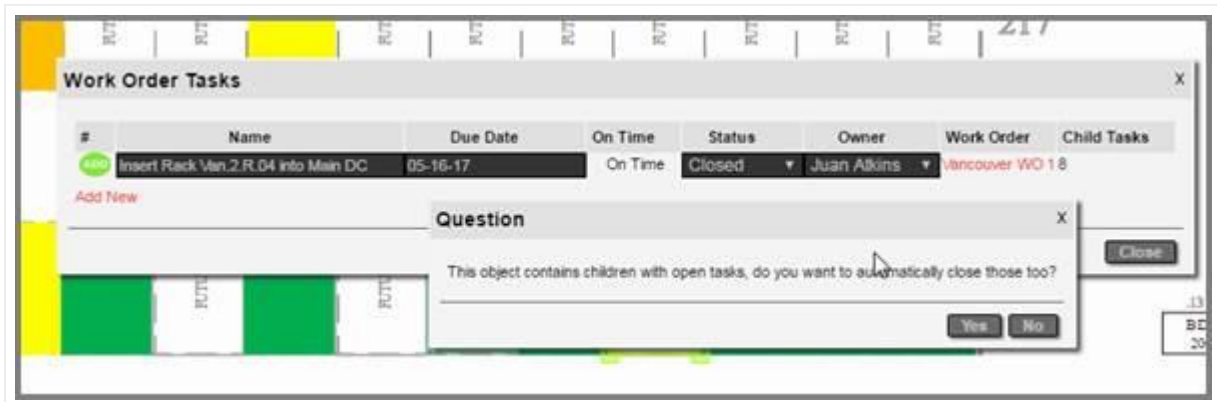 217
Work Order Tasks
X
# Name Due Date On Time Status Owner Work Order Child Tasks
ADD Insert Rack Van.2.R.04 into Main DC 05-16-17 On Time Closed Juan Atkins Vancouver WO 1 8
Add New
Question
X
This object contains children with open tasks, do you want to automatically close those too?
Close
Yes No
.13